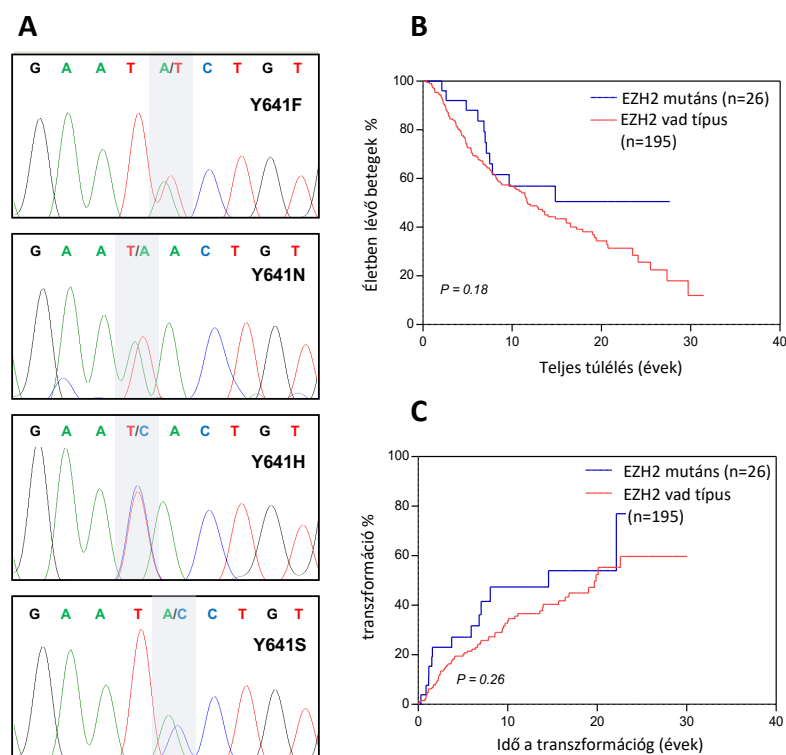 A
G A A T A/T C T G T
Y641F
G A A T/A A C T G T
Y641N
G A A T/C A C T G T
Y641H
G A A T A/C C T G T
Y641S
B
Életben lévő betegek %
100
80
60
40
20
0
EZH2 mutáns (n=26)
EZH2 vad típus
(n=195)
P = 0.18
0 10 20 30 40
Teljes túlélés (évek)
C
transzformáció %
100
80
60
40
20
0
EZH2 mutáns (n=26)
EZH2 vad típus
(n=195)
P = 0.26
0 10 20 30 40
Idő a transzformációig (évek)